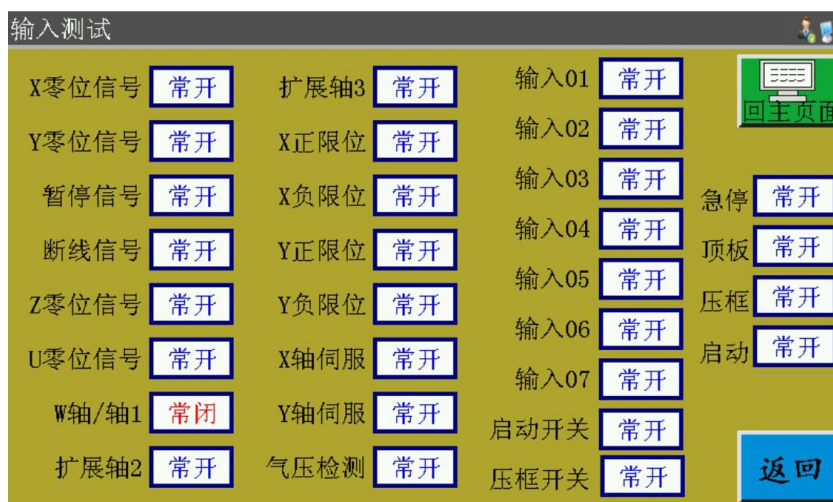 输入测试
X零位信号 常开
Y零位信号 常开
暂停信号 常开
断线信号 常开
Z零位信号 常开
U零位信号 常开
W轴/轴1 常闭
扩展轴2 常开
扩展轴3 常开
X正限位 常开
X负限位 常开
Y正限位 常开
Y负限位 常开
X轴伺服 常开
Y轴伺服 常开
气压检测 常开
输入01 常开
输入02 常开
输入03 常开
输入04 常开
输入05 常开
输入06 常开
输入07 常开
启动开关 常开
压框开关 常开
回主页面
急停 常开
顶板 常开
压框 常开
启动 常开
返回